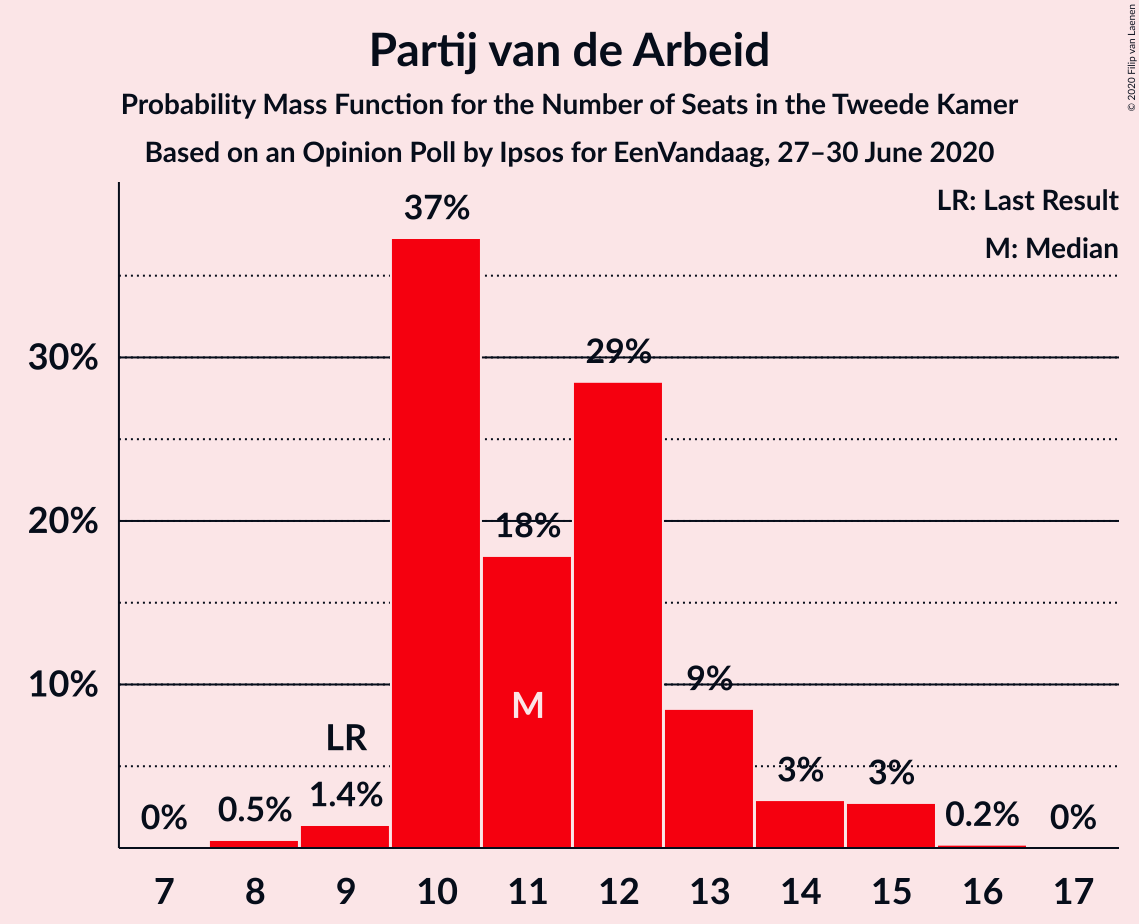 Partij van de Arbeid
Probability Mass Function for the Number of Seats in the Tweede Kamer
Based on an Opinion Poll by Ipsos for EenVandaag, 27–30 June 2020
© 2020 Filip van Laenen
LR: Last Result
M: Median
37%
30%
29%
20%
18%
10%
9%
M
LR
3%
3%
1.4%
0.5%
0.2%
0%
0%
7 8 9 10 11 12 13 14 15 16 17